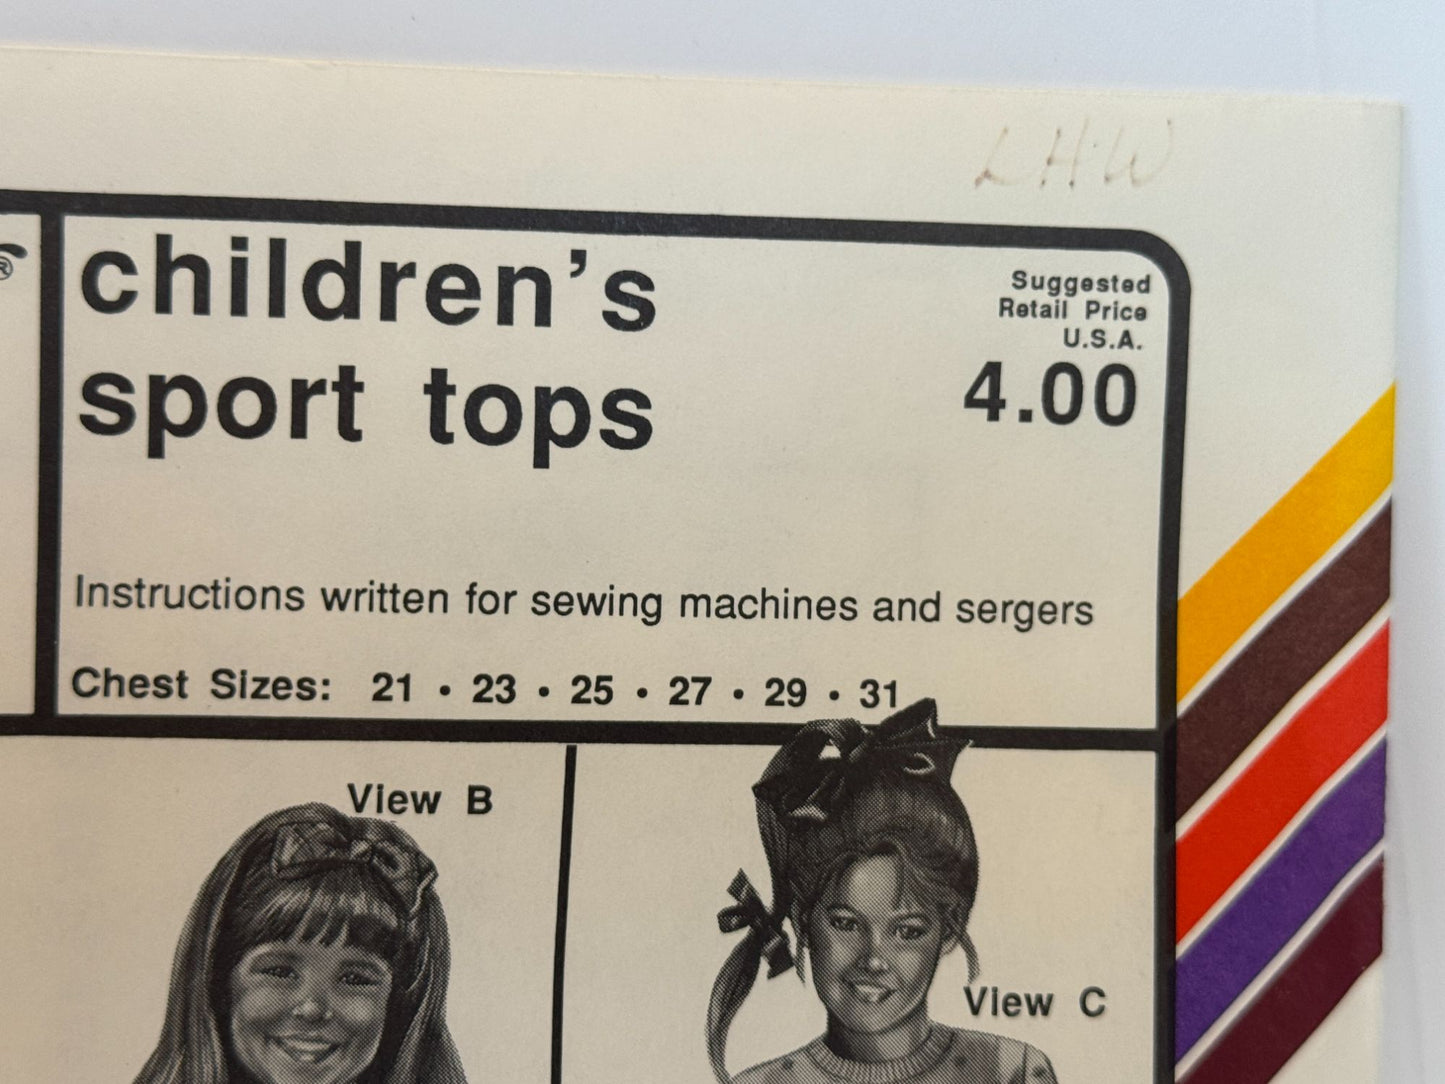 LHW
®
children's
sport tops
Suggested
Retail Price
U.S.A.
4.00
Instructions written for sewing machines and sergers
Chest Sizes: 21 • 23 • 25 • 27 • 29 • 31
View B
View C